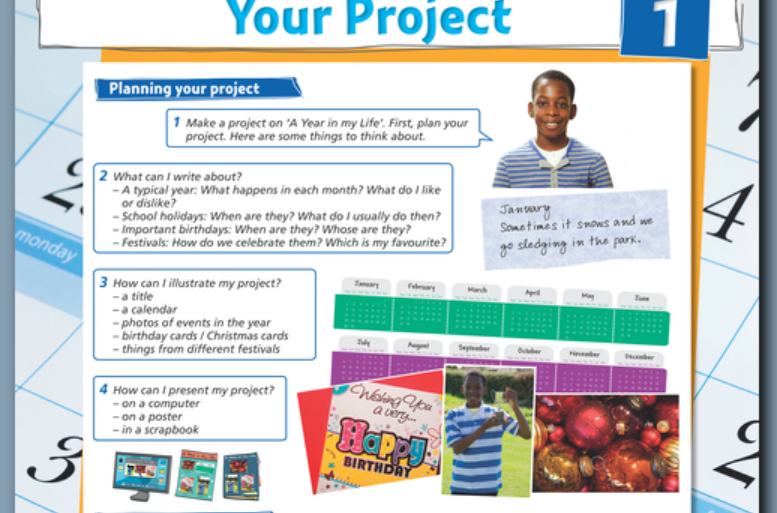 Your Project
1
Planning your project
1 Make a project on ‘A Year in my Life’. First, plan your
project. Here are some things to think about.
2 What can I write about?
– A typical year: What happens in each month? What do I like
or dislike?
– School holidays: When are they? What do I usually do then?
– Important birthdays: When are they? Whose are they?
– Festivals: How do we celebrate them? Which is my favourite?
January
Sometimes it snows and we
go sledging in the park.
monday
3 How can I illustrate my project?
– a title
– a calendar
– photos of events in the year
– birthday cards / Christmas cards
– things from different festivals
January February March April May June
July August September October November December
4 How can I present my project?
– on a computer
– on a poster
– in a scrapbook
Wishing You
a very...
Happy
BIRTHDAY
4
3